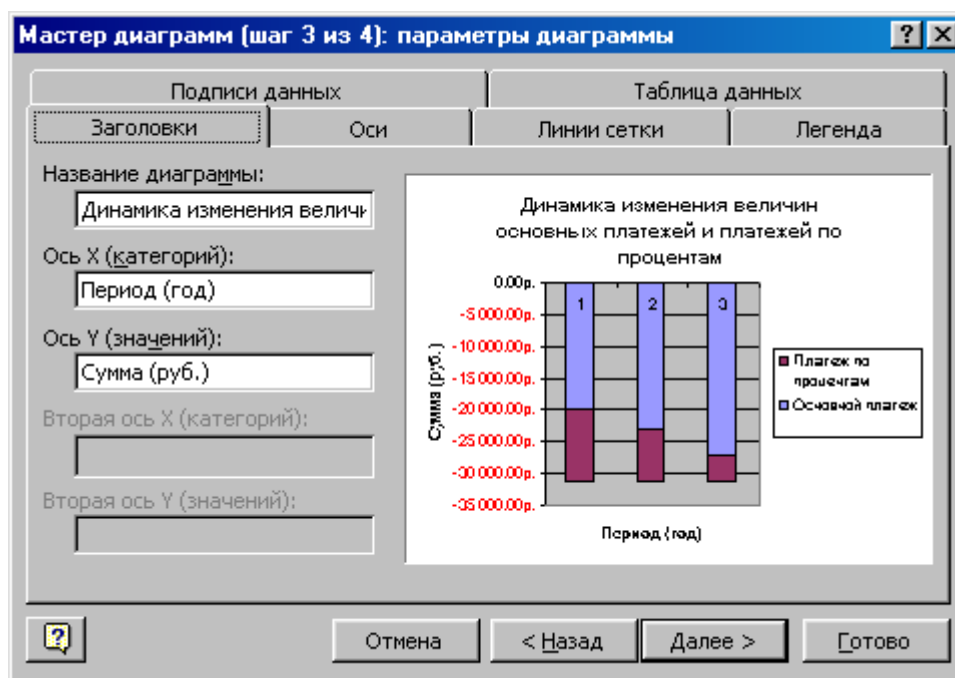 Мастер диаграмм (шаг 3 из 4): параметры диаграммы
Подписи данных
Таблица данных
Заголовки
Оси
Линии сетки
Легенда
Название диаграммы:
Динамика изменения величи
Ось X (категорий):
Период (год)
Ось Y (значений):
Сумма (руб.)
Вторая ось X (категорий):
Вторая ось Y (значений):
Динамика изменения величин
основных платежей и платежей по
процентам
0.00р.
-5 000.00р.
-10 000.00р.
-15 000.00р.
-20 000.00р.
-25 000.00р.
-30 000.00р.
-35 000.00р.
Сумма (руб.)
1
2
3
Период (год)
Платеж по
процентам
Основной платеж
Отмена
< Назад
Далее >
Готово